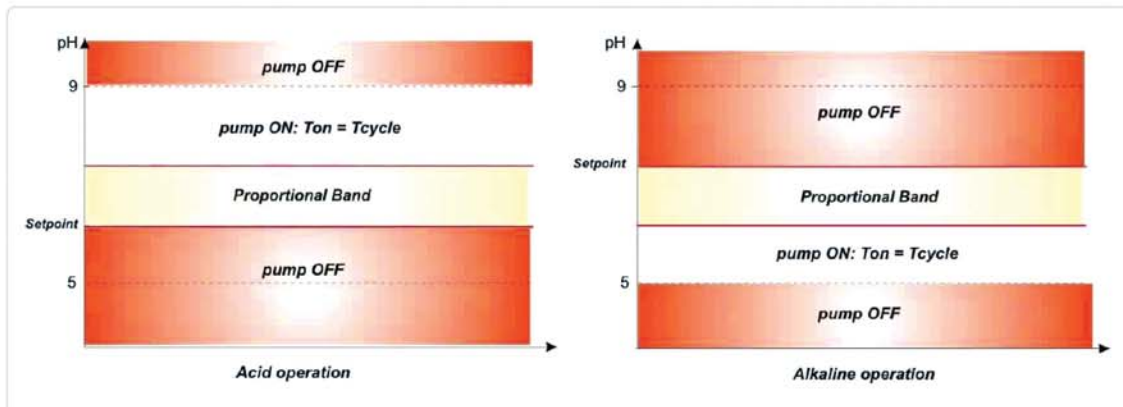 pH
pump OFF
9
pump ON: Ton = Tcycle
Proportional Band
Setpoint
pump OFF
5
Acid operation
pH
9
pump OFF
Setpoint
Proportional Band
pump ON: Ton = Tcycle
5
pump OFF
Alkaline operation